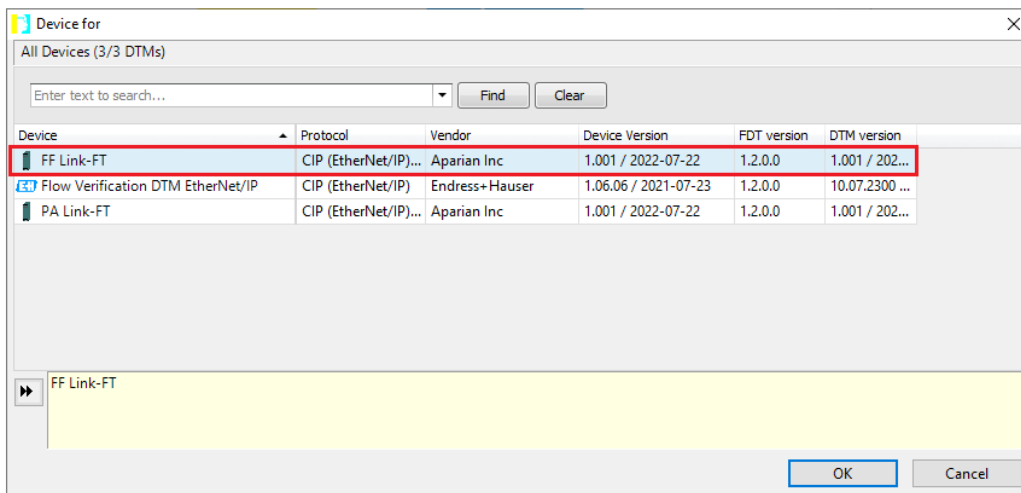 Device for
All Devices (3/3 DTMs)
Enter text to search...
Find
Clear
Device Protocol Vendor Device Version FDT version DTM version
FF Link-FT CIP (EtherNet/IP)... Aparian Inc 1.001 / 2022-07-22 1.2.0.0 1.001 / 202...
Flow Verification DTM EtherNet/IP CIP (EtherNet/IP) Endress+Hauser 1.06.06 / 2021-07-23 1.2.0.0 10.07.2300 ...
PA Link-FT CIP (EtherNet/IP)... Aparian Inc 1.001 / 2022-07-22 1.2.0.0 1.001 / 202...
FF Link-FT
OK
Cancel